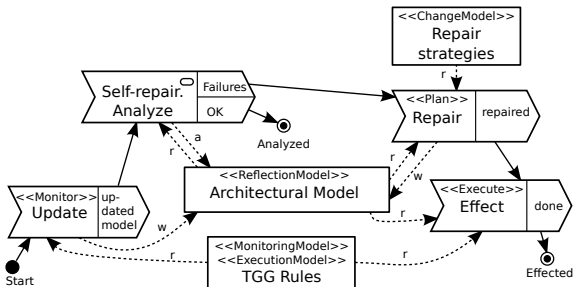 <<ChangeModel>>
Repair
strategies
r
Self-repair.
Analyze
Failures
OK
<<Plan>>
Repair
repaired
Analyzed
a
r
r
w
<<ReflectionModel>>
Architectural Model
<<Monitor>>
Update
up-
dated
model
w
r
<<Execute>>
Effect
done
<<MonitoringModel>>
<<ExecutionModel>>
TGG Rules
r
r
Start
Effected